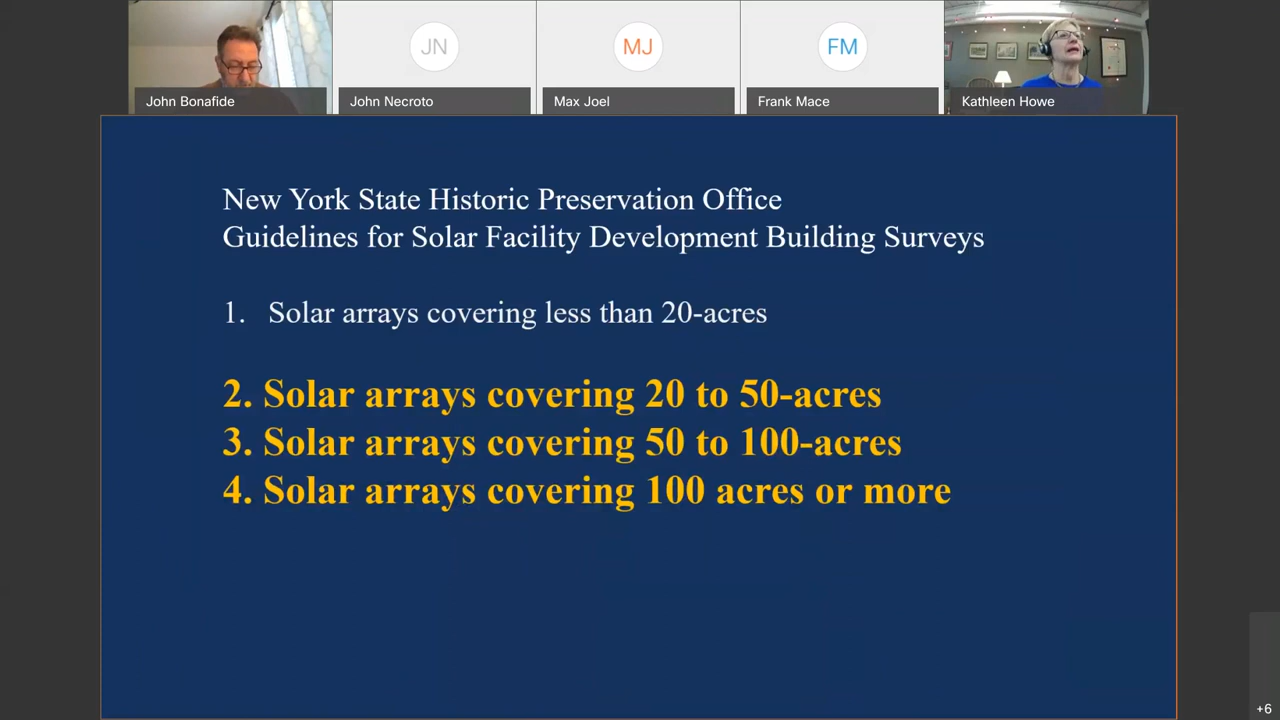 JN
MJ
FM
John Bonafide
John Necroto
Max Joel
Frank Mace
Kathleen Howe
New York State Historic Preservation Office
Guidelines for Solar Facility Development Building Surveys
1. Solar arrays covering less than 20-acres
2. Solar arrays covering 20 to 50-acres
3. Solar arrays covering 50 to 100-acres
4. Solar arrays covering 100 acres or more
+6